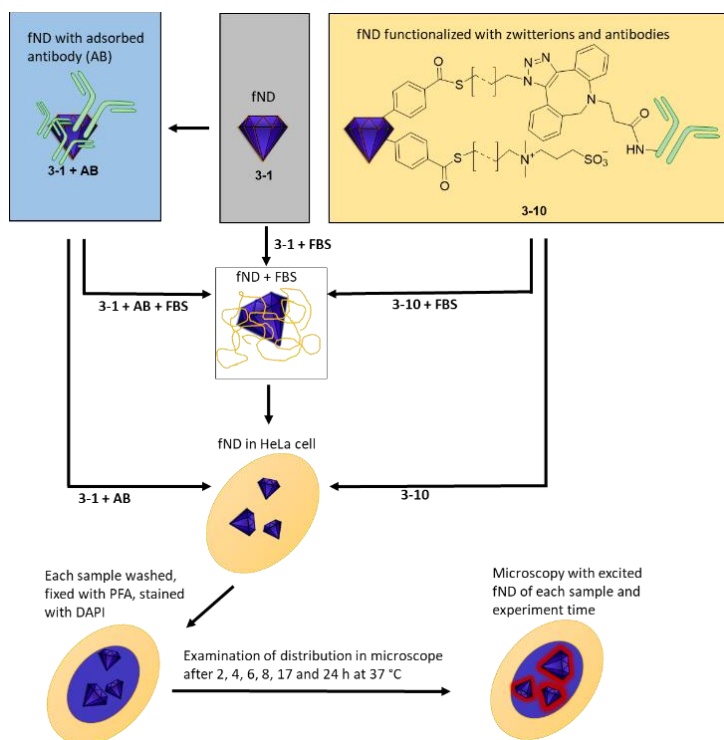 fND with adsorbed
antibody (AB)
3-1 + AB
fND
3-1
fND functionalized with zwitterions and antibodies
O
S
N
N
N
N
O
HN
O
S
N+
SO3−
3-10
3-1 + FBS
fND + FBS
3-1 + AB + FBS
3-10 + FBS
fND in HeLa cell
3-1 + AB
3-10
Each sample washed,
fixed with PFA, stained
with DAPI
Microscopy with excited
fND of each sample and
experiment time
Examination of distribution in microscope
after 2, 4, 6, 8, 17 and 24 h at 37 °C